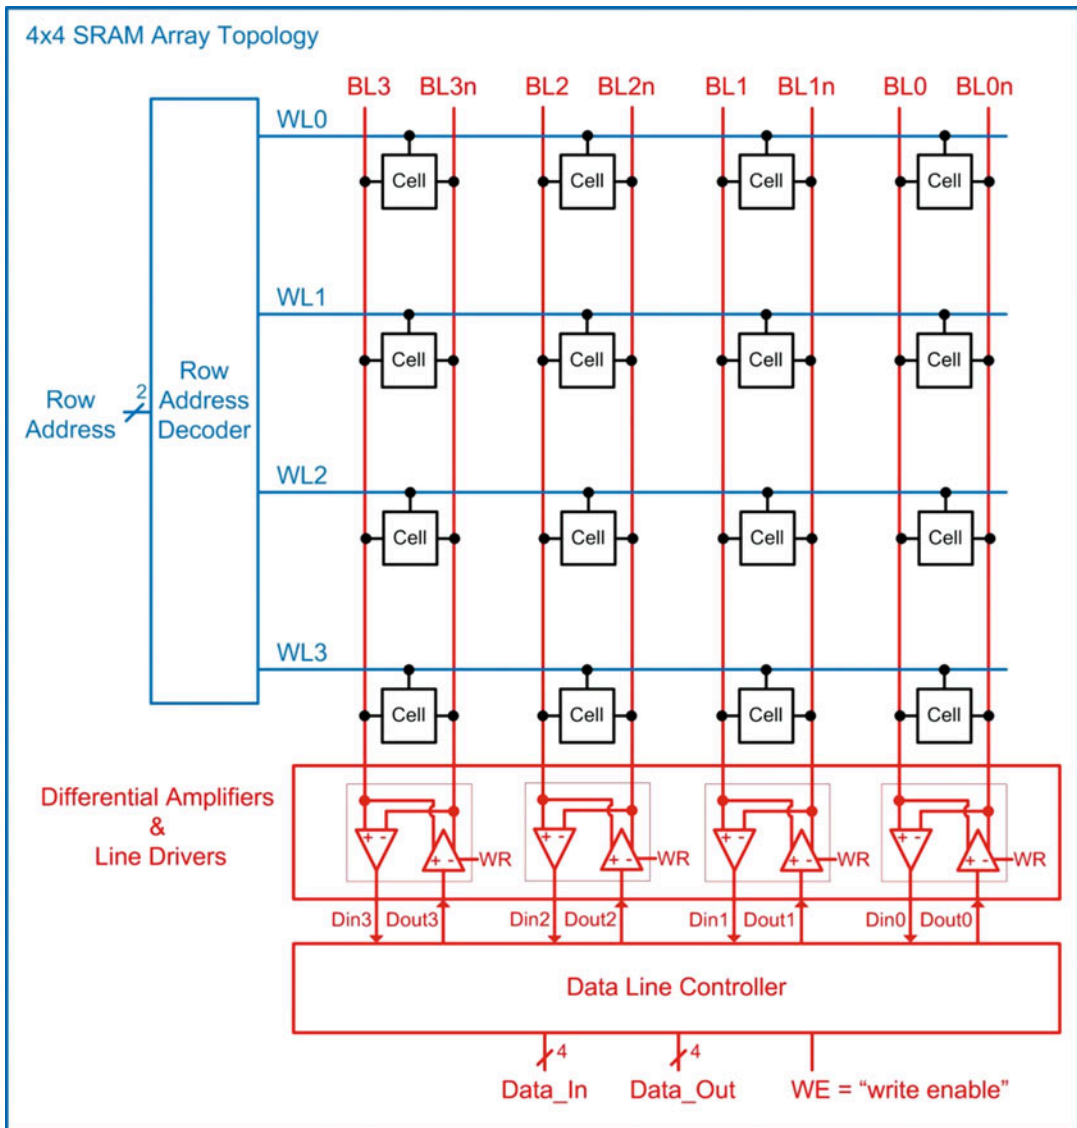 4x4 SRAM Array Topology
BL3 BL3n BL2 BL2n BL1 BL1n BL0 BL0n
WL0
Cell Cell Cell Cell
WL1
Cell Cell Cell Cell
Row
Address
2
Row
Address
Decoder
WL2
Cell Cell Cell Cell
WL3
Cell Cell Cell Cell
Differential Amplifiers
&
Line Drivers
+ - + - + - + -
+ - WR + - WR + - WR + - WR
Din3 Dout3 Din2 Dout2 Din1 Dout1 Din0 Dout0
Data Line Controller
4 4
Data_In Data_Out WE = “write enable”